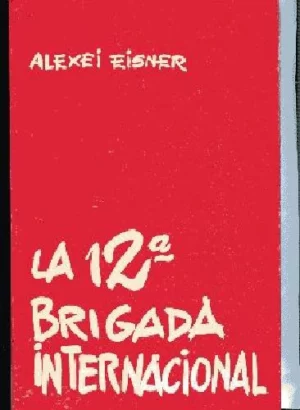 ALEXEI EISNER
LA 12ª
BRIGADA
INTERNACIONAL